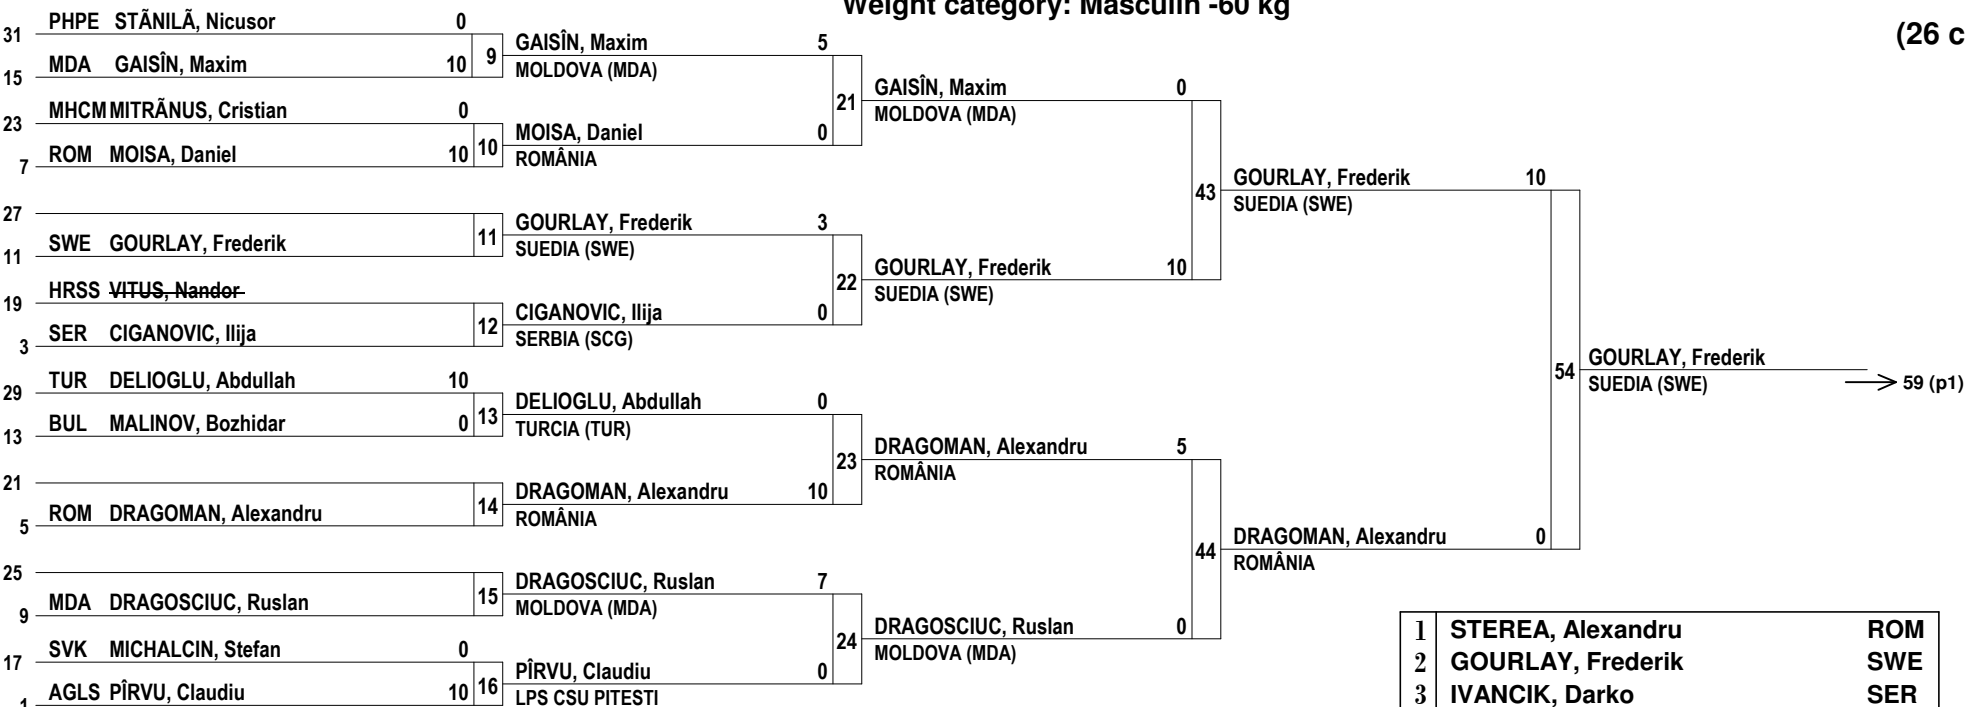 Weight category: Masculin -60 kg
(26 c
31 PHPE STÃNILÃ, Nicusor 0
15 MDA GAISÎN, Maxim 10
9
GAISÎN, Maxim 5
MOLDOVA (MDA)
23 MHCM MITRÃNUS, Cristian 0
7 ROM MOISA, Daniel 10
10
MOISA, Daniel 0
ROMÂNIA
21
GAISÎN, Maxim 0
MOLDOVA (MDA)
27
11 SWE GOURLAY, Frederik
11
GOURLAY, Frederik 3
SUEDIA (SWE)
19 HRSS VITUS, Nandor
3 SER CIGANOVIC, Ilija
12
CIGANOVIC, Ilija 0
SERBIA (SCG)
22
GOURLAY, Frederik 10
SUEDIA (SWE)
43
GOURLAY, Frederik 10
SUEDIA (SWE)
29 TUR DELIOGLU, Abdullah 10
13 BUL MALINOV, Bozhidar 0
13
DELIOGLU, Abdullah 0
TURCIA (TUR)
21
5 ROM DRAGOMAN, Alexandru
14
DRAGOMAN, Alexandru 10
ROMÂNIA
23
DRAGOMAN, Alexandru 5
ROMÂNIA
25
9 MDA DRAGOSCIUC, Ruslan
15
DRAGOSCIUC, Ruslan 7
MOLDOVA (MDA)
17 SVK MICHALCIN, Stefan 0
1 AGLS PÎRVU, Claudiu 10
16
PÎRVU, Claudiu 0
LPS CSU PITESTI
24
DRAGOSCIUC, Ruslan 0
MOLDOVA (MDA)
44
DRAGOMAN, Alexandru 0
ROMÂNIA
54
GOURLAY, Frederik
SUEDIA (SWE)
59 (p1)
1 STEREA, Alexandru ROM
2 GOURLAY, Frederik SWE
3 IVANCIK, Darko SER